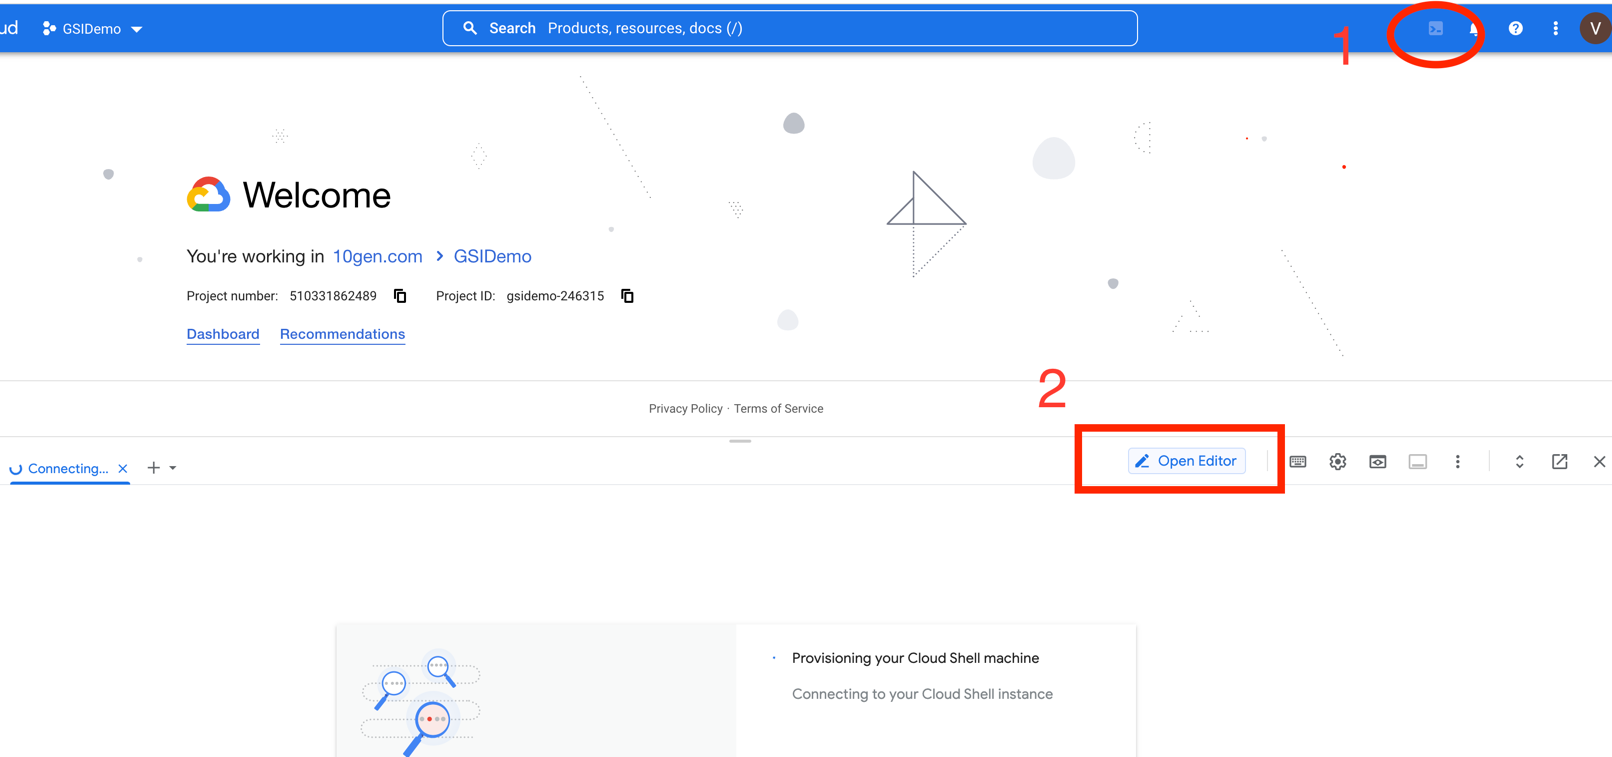 ud GSIDemo Search Products, resources, docs (/) 1 V
Welcome
You're working in 10gen.com > GSIDemo
Project number: 510331862489 Project ID: gsidemo-246315
Dashboard Recommendations
2
Privacy Policy · Terms of Service
Connecting... Open Editor
Provisioning your Cloud Shell machine
Connecting to your Cloud Shell instance